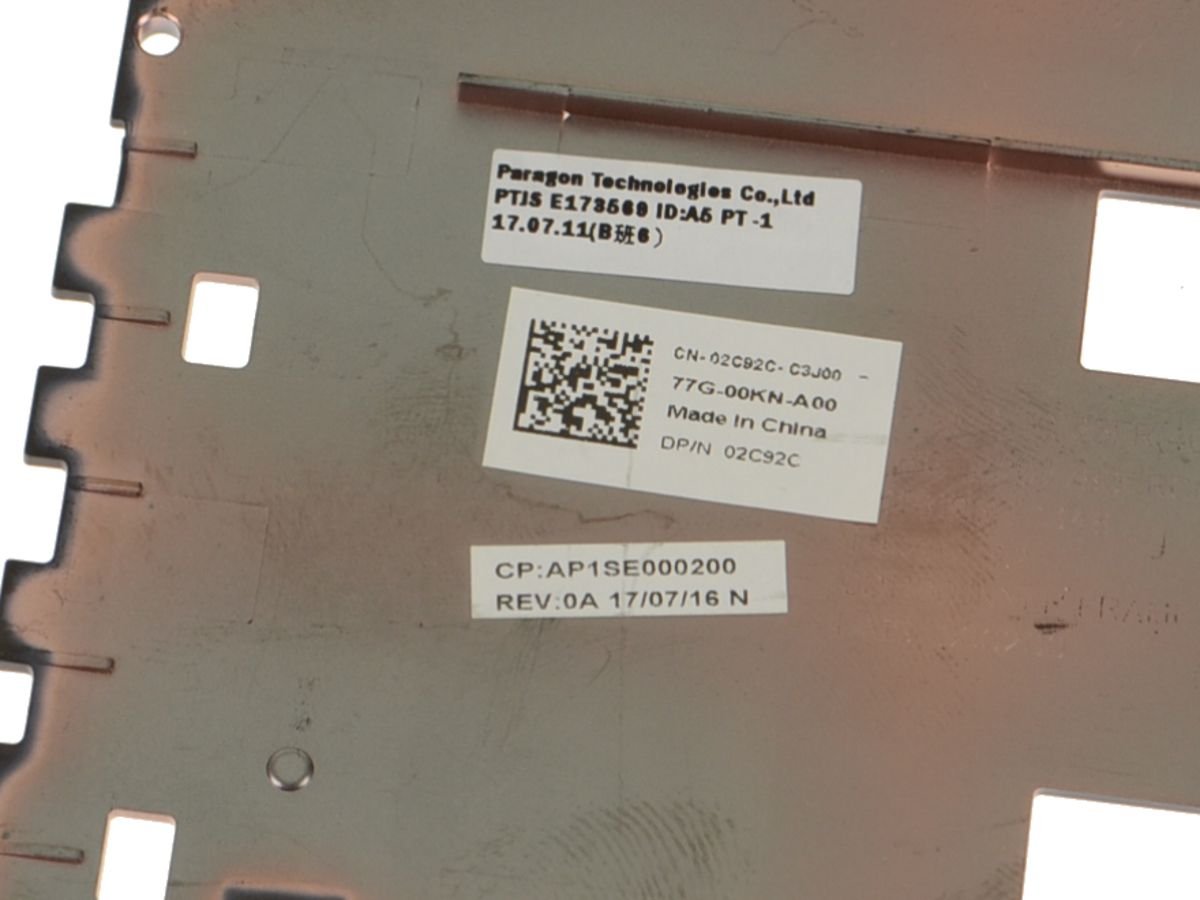 Paragon Technologies Co.,Ltd
PTJS E173569 ID:A5 PT -1
17.07.11(B班6)
CN- 02C92C- C3J00 -
77G-00KN-A00
Made in China
DP/N 02C92C
CP:AP1SE000200
REV:0A 17/07/16 N